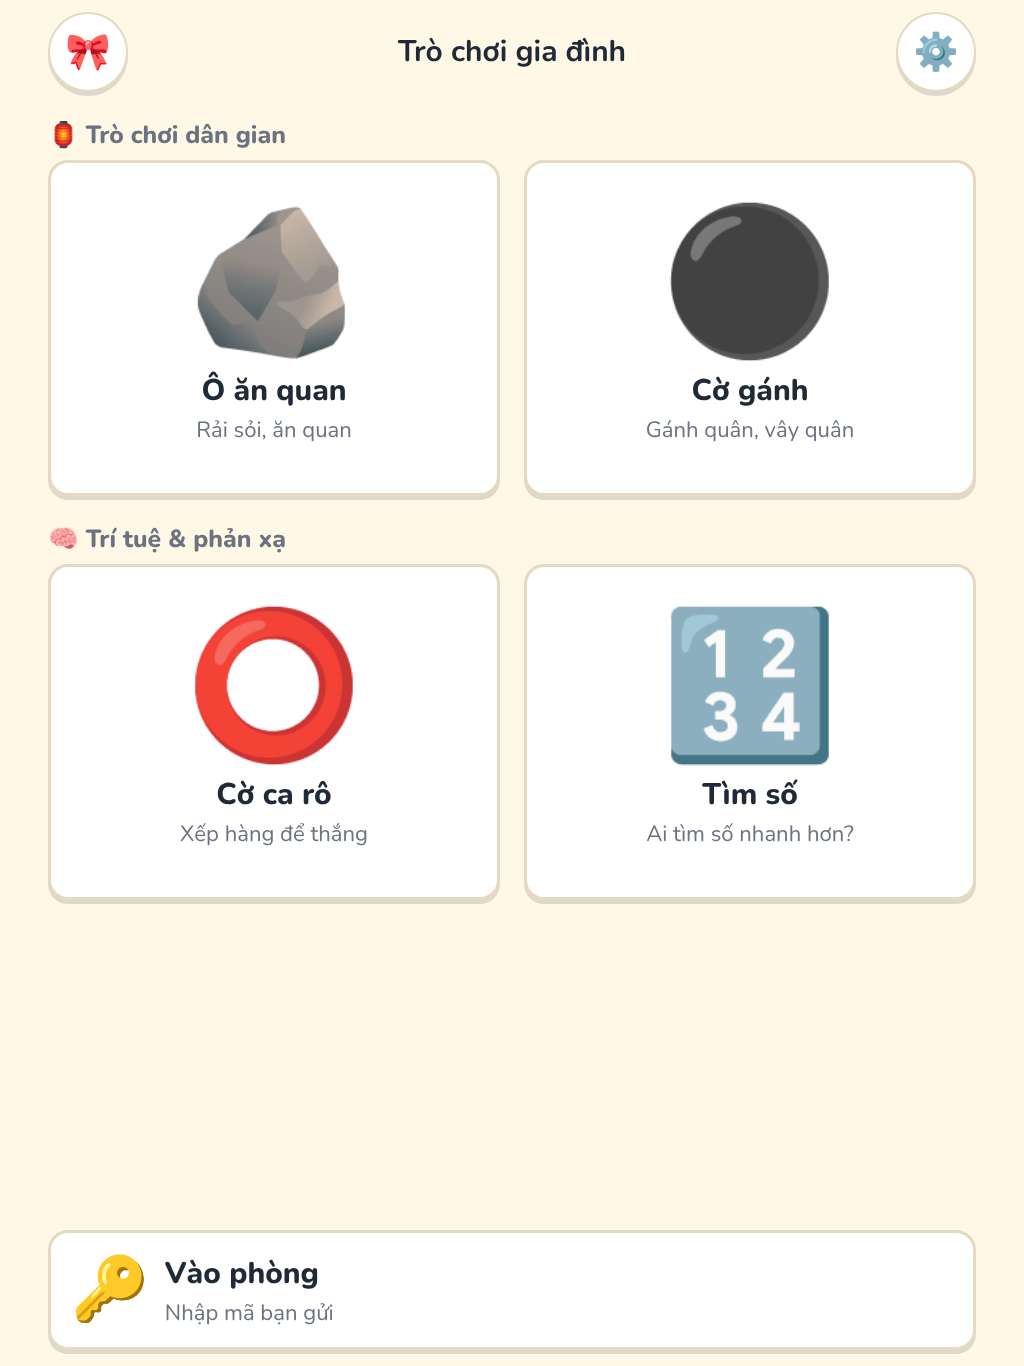 Trò chơi gia đình
Trò chơi dân gian
Ô ăn quan
Rải sỏi, ăn quan
Cờ gánh
Gánh quân, vây quân
Trí tuệ & phản xạ
Cờ ca rô
Xếp hàng để thắng
1 2
3 4
Tìm số
Ai tìm số nhanh hơn?
Vào phòng
Nhập mã bạn gửi